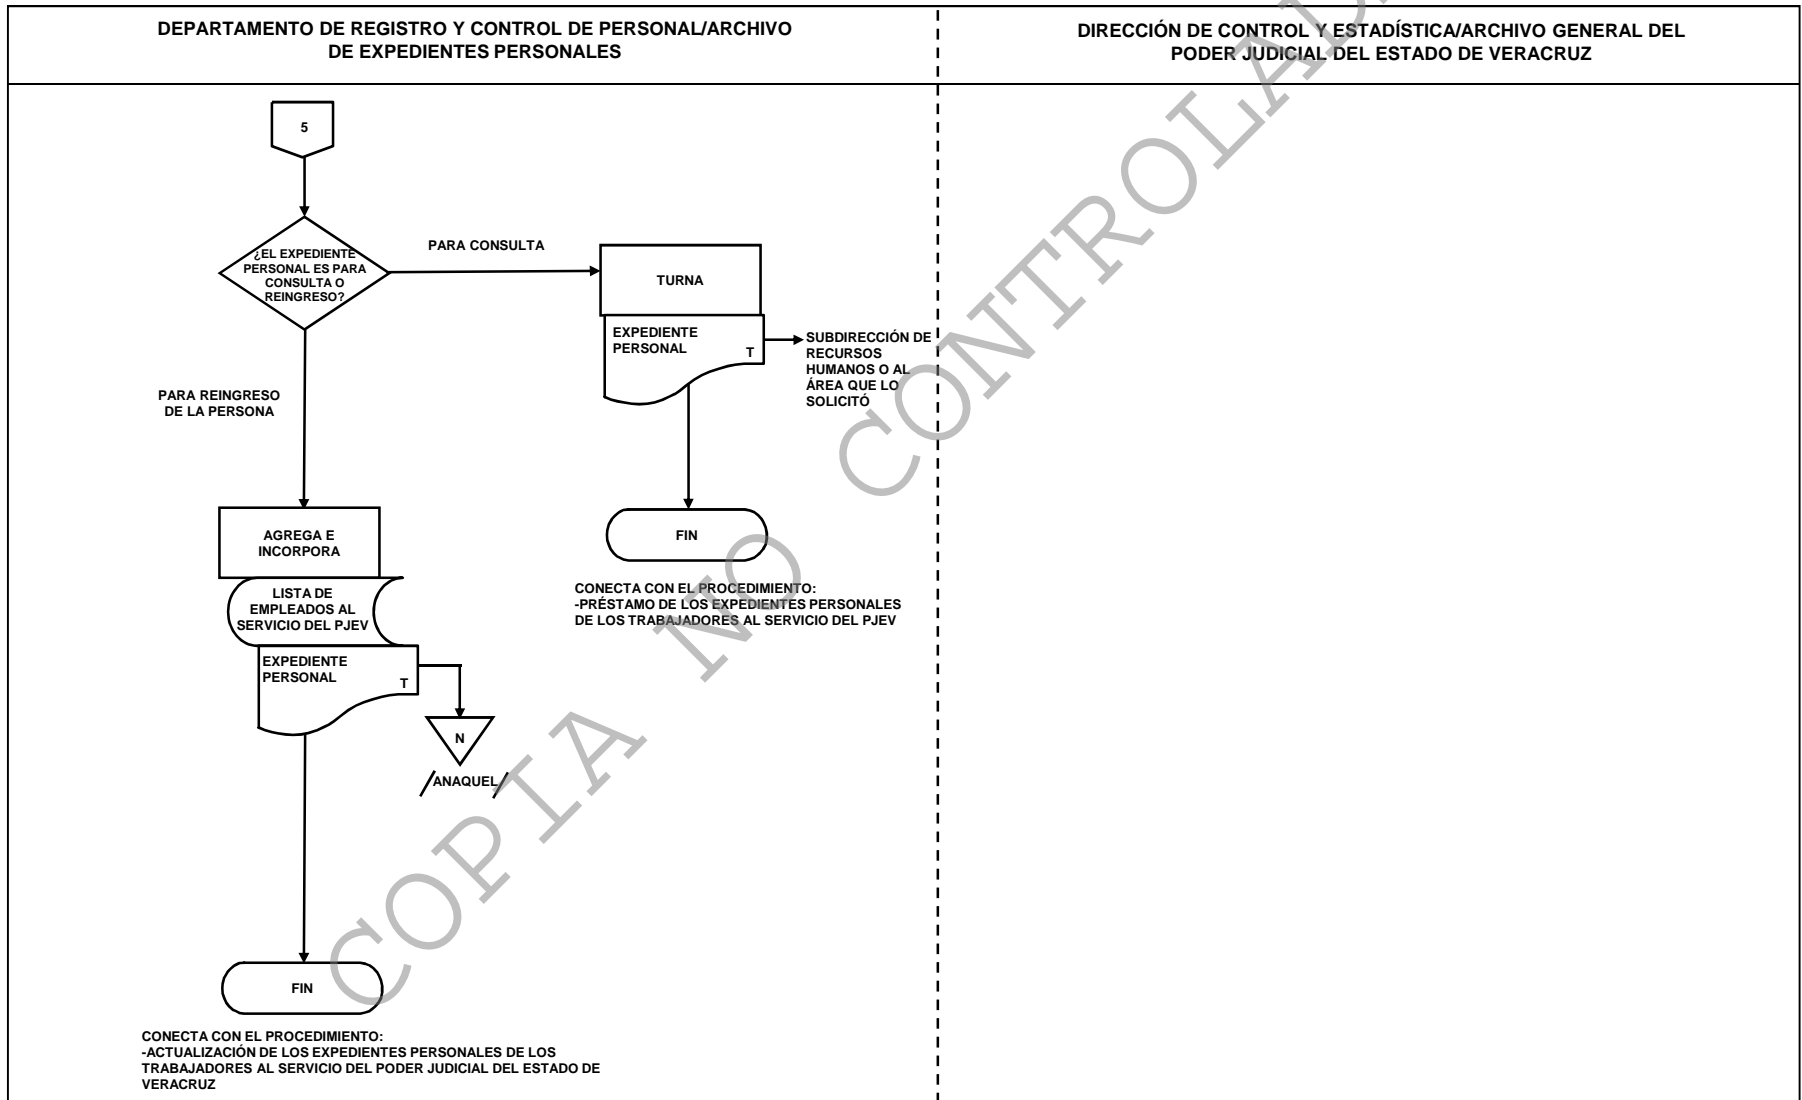 DEPARTAMENTO DE REGISTRO Y CONTROL DE PERSONAL/ARCHIVO
DE EXPEDIENTES PERSONALES
DIRECCIÓN DE CONTROL Y ESTADÍSTICA/ARCHIVO GENERAL DEL
PODER JUDICIAL DEL ESTADO DE VERACRUZ
5
¿EL EXPEDIENTE
PERSONAL ES PARA
CONSULTA O
REINGRESO?
PARA CONSULTA
TURNA
EXPEDIENTE
PERSONAL
T
SUBDIRECCIÓN DE
RECURSOS
HUMANOS O AL
ÁREA QUE LO
SOLICITÓ
FIN
CONECTA CON EL PROCEDIMIENTO:
-PRÉSTAMO DE LOS EXPEDIENTES PERSONALES
DE LOS TRABAJADORES AL SERVICIO DEL PJEV
PARA REINGRESO
DE LA PERSONA
AGREGA E
INCORPORA
LISTA DE
EMPLEADOS AL
SERVICIO DEL PJEV
EXPEDIENTE
PERSONAL
T
N
/ANAQUEL/
FIN
CONECTA CON EL PROCEDIMIENTO:
-ACTUALIZACIÓN DE LOS EXPEDIENTES PERSONALES DE LOS
TRABAJADORES AL SERVICIO DEL PODER JUDICIAL DEL ESTADO DE
VERACRUZ
COPIA NO CONTROLAD